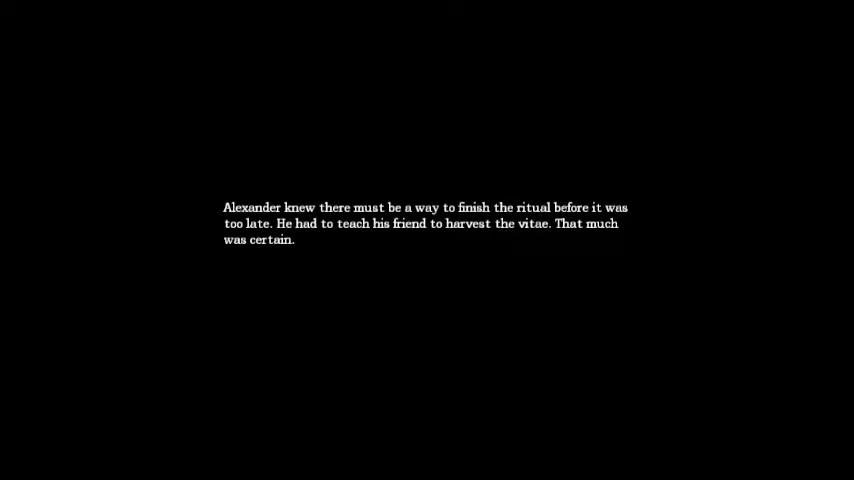 Alexander knew there must be a way to finish the ritual before it was
too late. He had to teach his friend to harvest the vitae. That much
was certain.